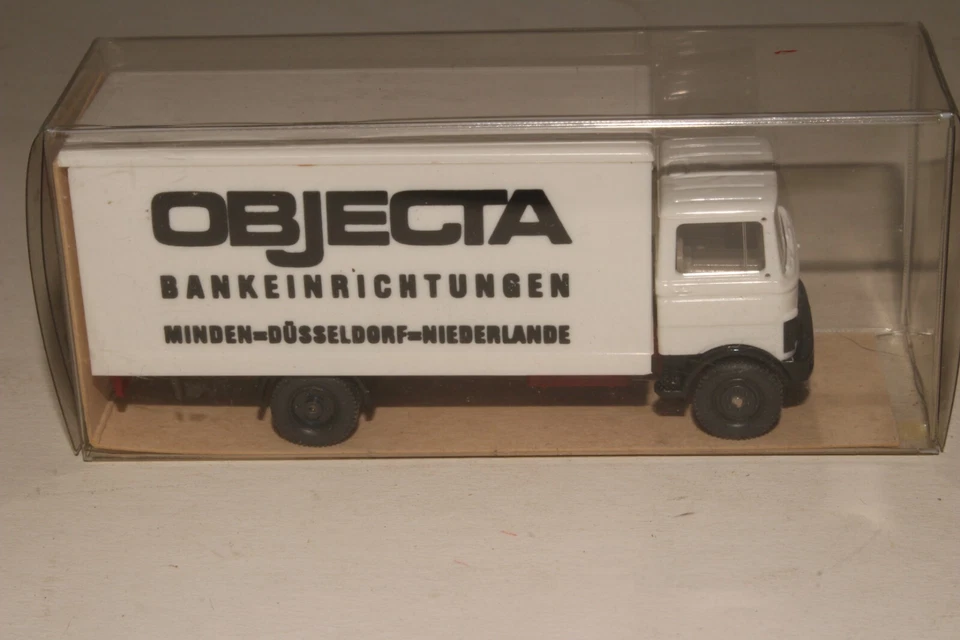 OBJECTA
BANKEINRICHTUNGEN
MINDEN=DÜSSELDORF=NIEDERLANDE